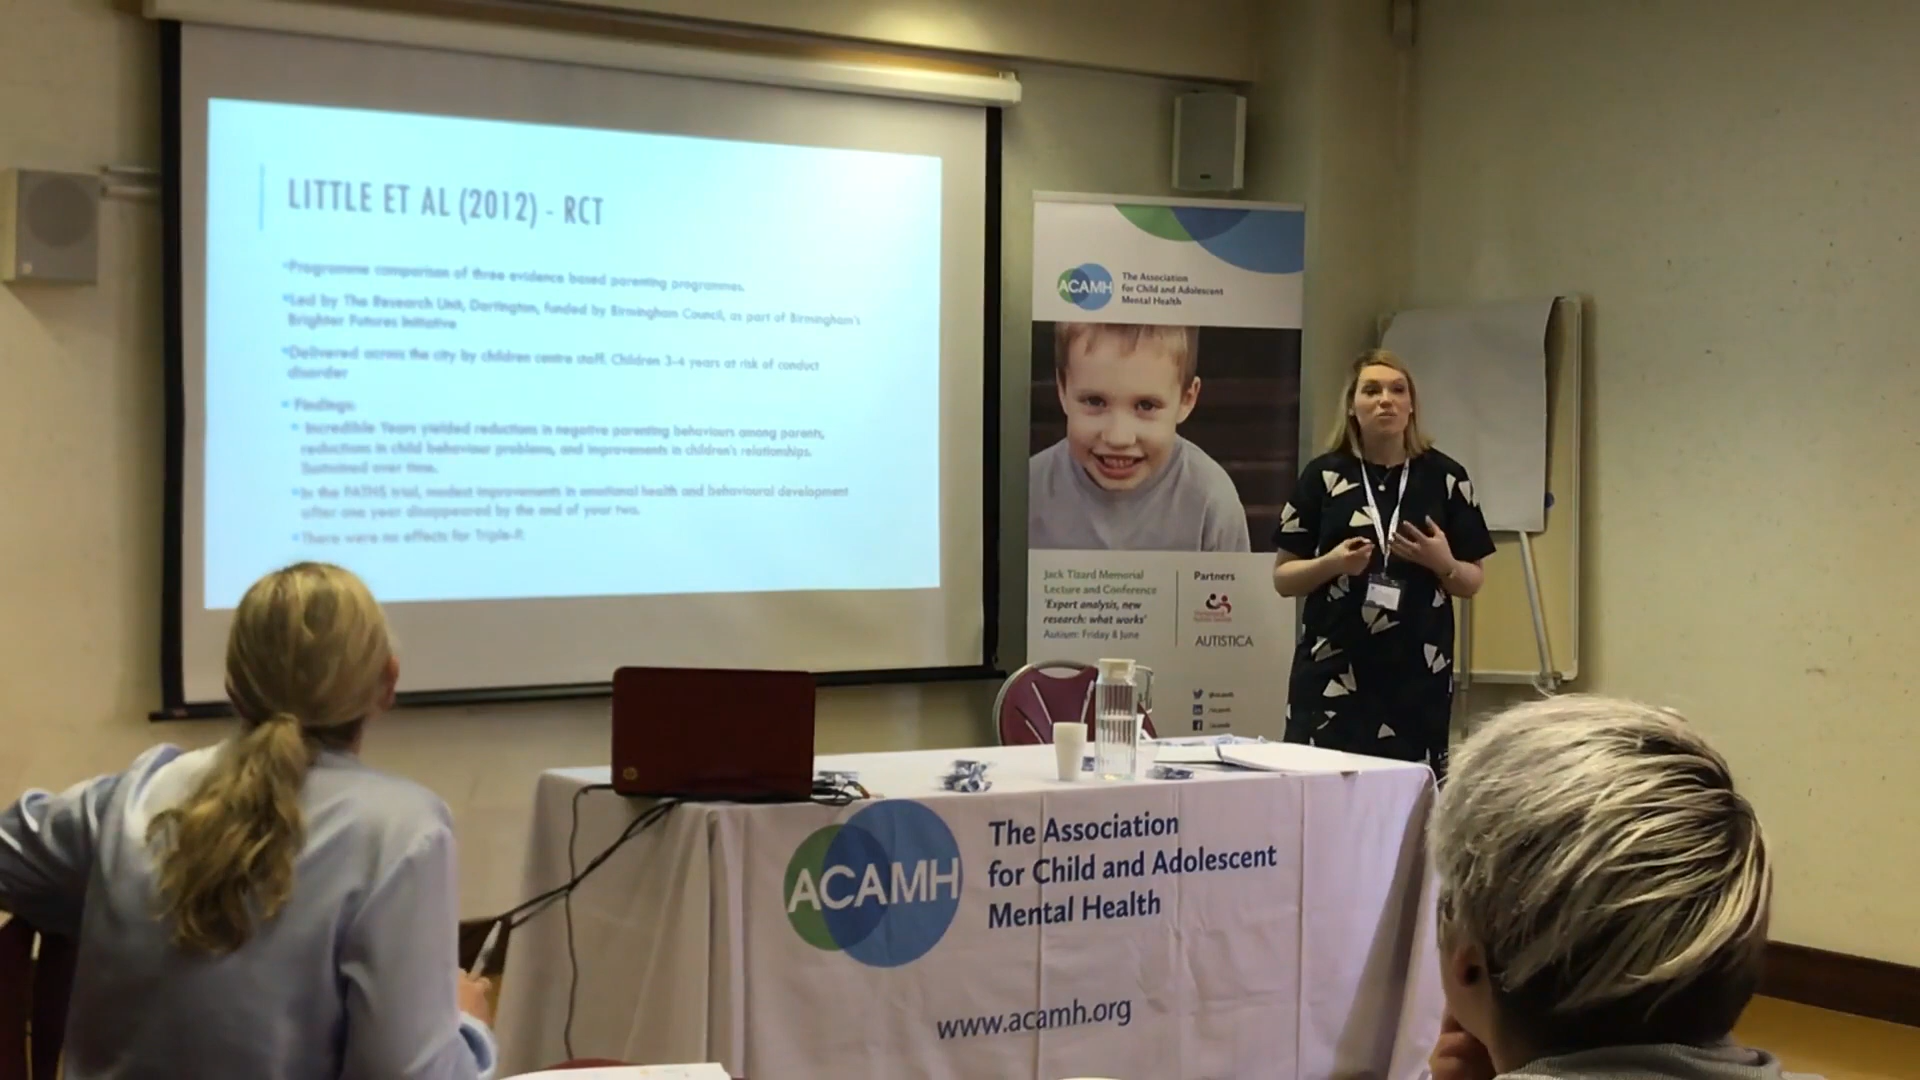 LITTLE ET AL (2012) - RCT
•Programme comparison of three evidence based parenting programmes.
•Led by The Research Unit, Dartington, funded by Birmingham Council, as part of Birmingham's
Brighter Futures Initiative
•Delivered across the city by children centre staff. Children 3-4 years at risk of conduct
disorder
• Findings:
• Incredible Years yielded reductions in negative parenting behaviours among parents,
reductions in child behaviour problems, and improvements in children's relationships.
Sustained over time.
•In the PATHS trial, modest improvements in emotional health and behavioural development
after one year disappeared by the end of year two.
•There were no effects for Triple-P.
ACAMH
The Association
for Child and Adolescent
Mental Health
Jack Tizard Memorial
Lecture and Conference
'Expert analysis, new
research: what works'
Autism: Friday 8 June
Partners
AUTISTICA
ACAMH
The Association
for Child and Adolescent
Mental Health
www.acamh.org